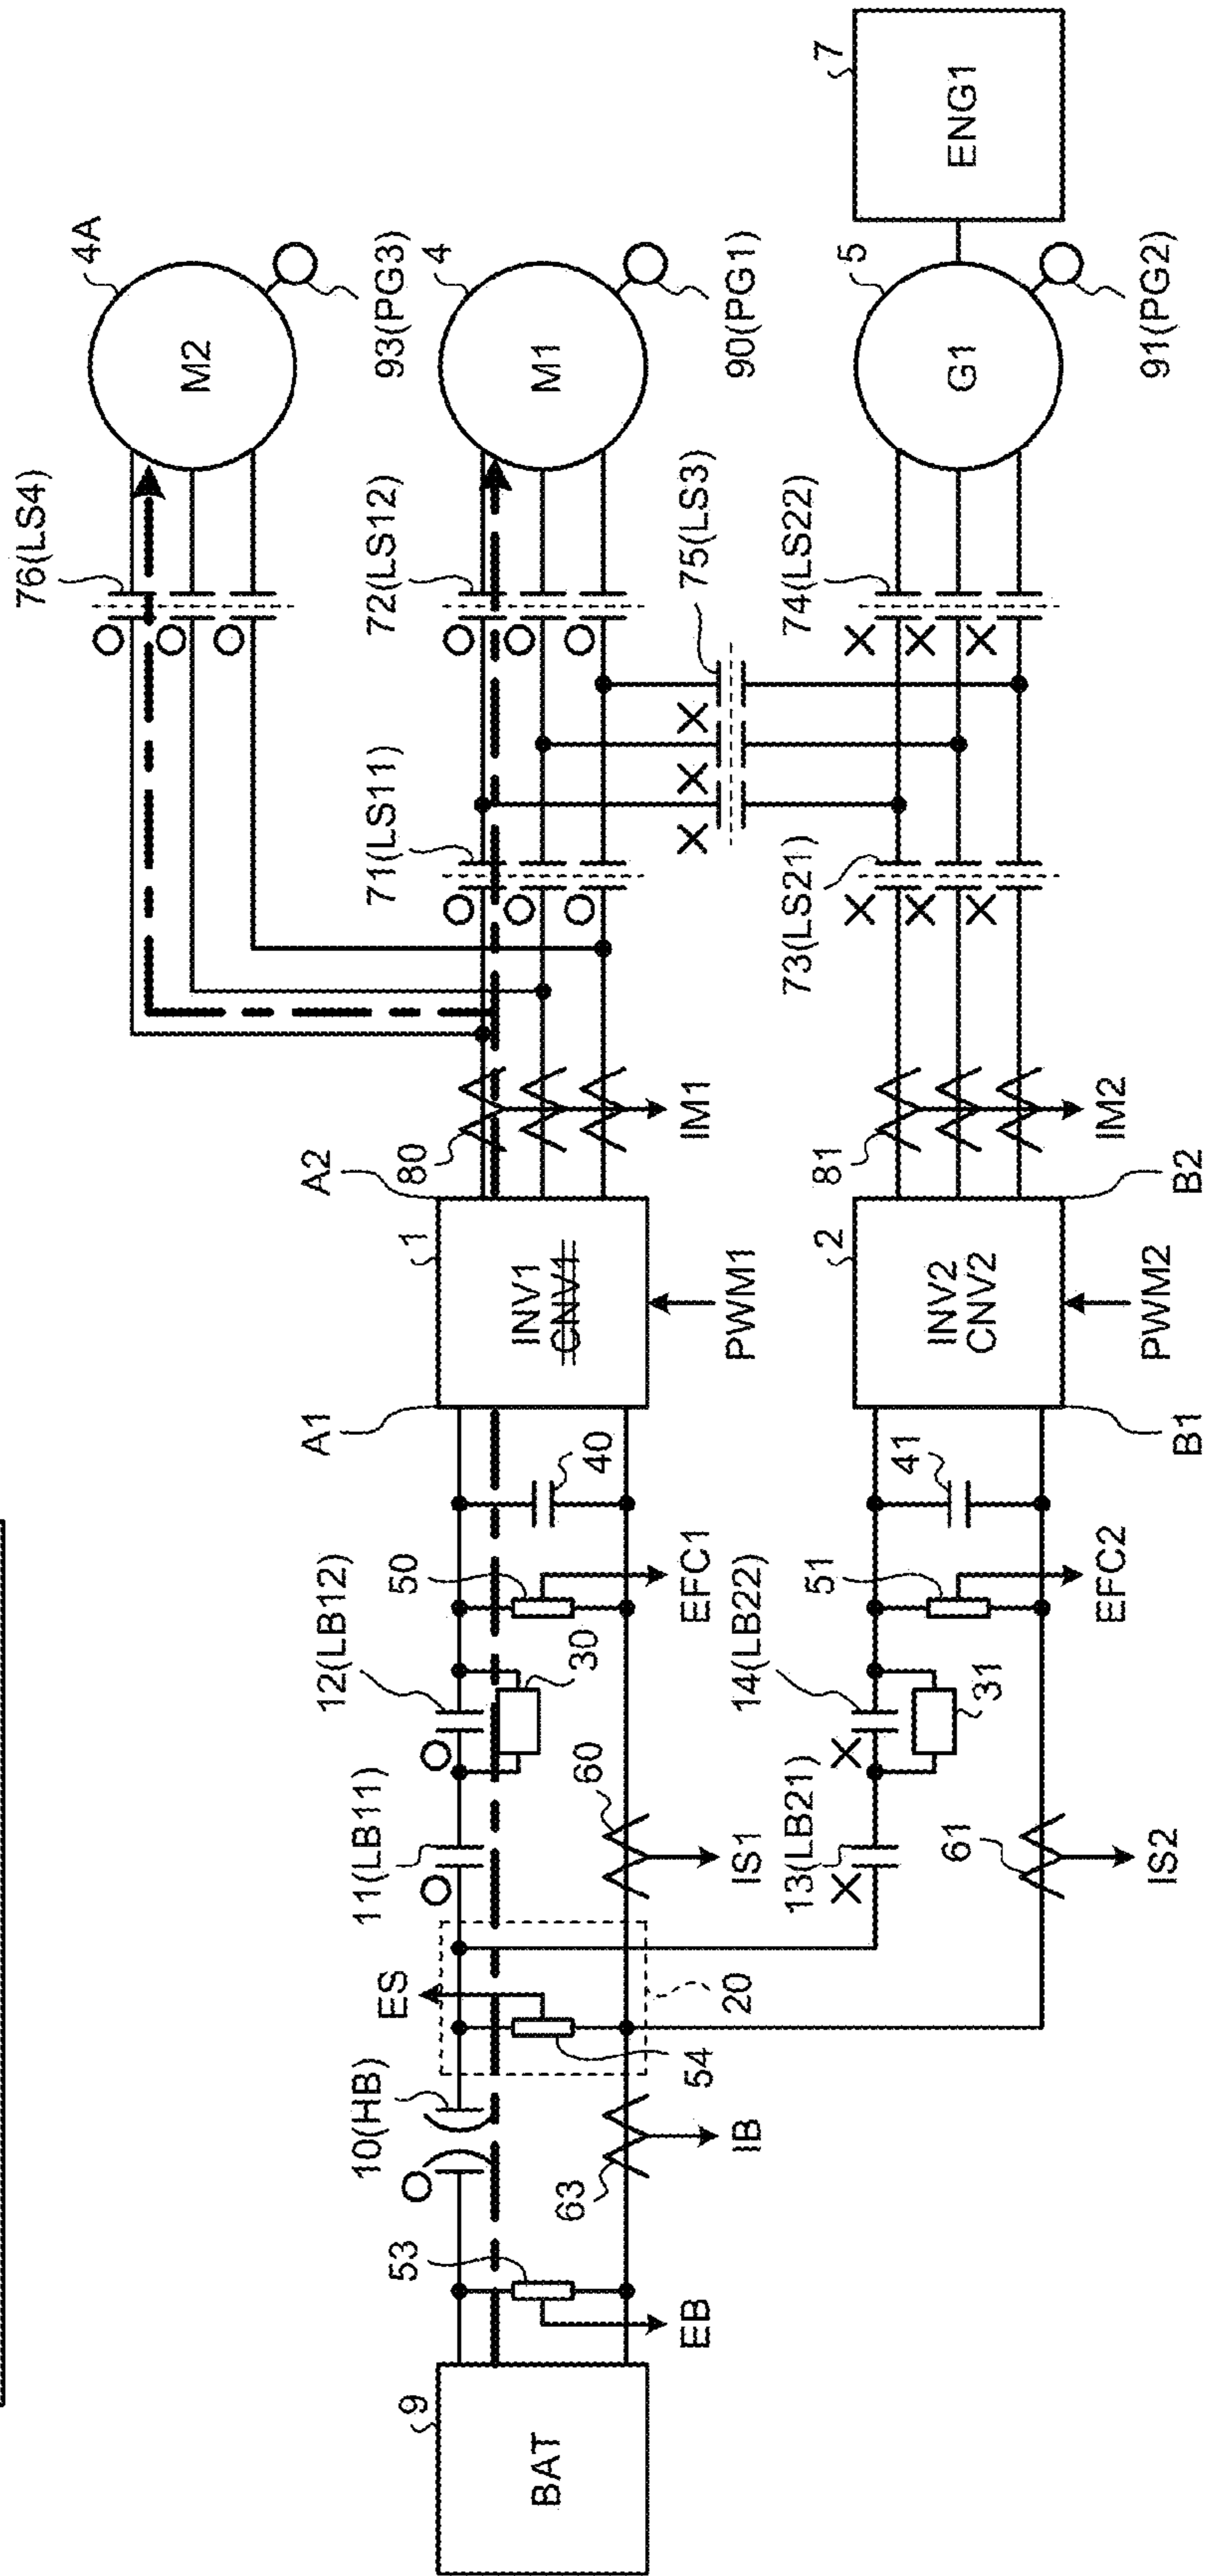 76(LS4)
4A
M2
93(PG3)
71(LS11)
72(LS12)
4
M1
90(PG1)
75(LS3)
73(LS21)
74(LS22)
5
G1
91(PG2)
7
ENG1
9
BAT
53
EB
10(HB)
63
IB
ES
54
20
11(LB11)
12(LB12)
60
IS1
30
50
EFC1
40
A1
A2
1
INV1
CNV1
PWM1
80
IM1
13(LB21)
14(LB22)
61
IS2
31
51
EFC2
41
B1
B2
2
INV2
CNV2
PWM2
81
IM2